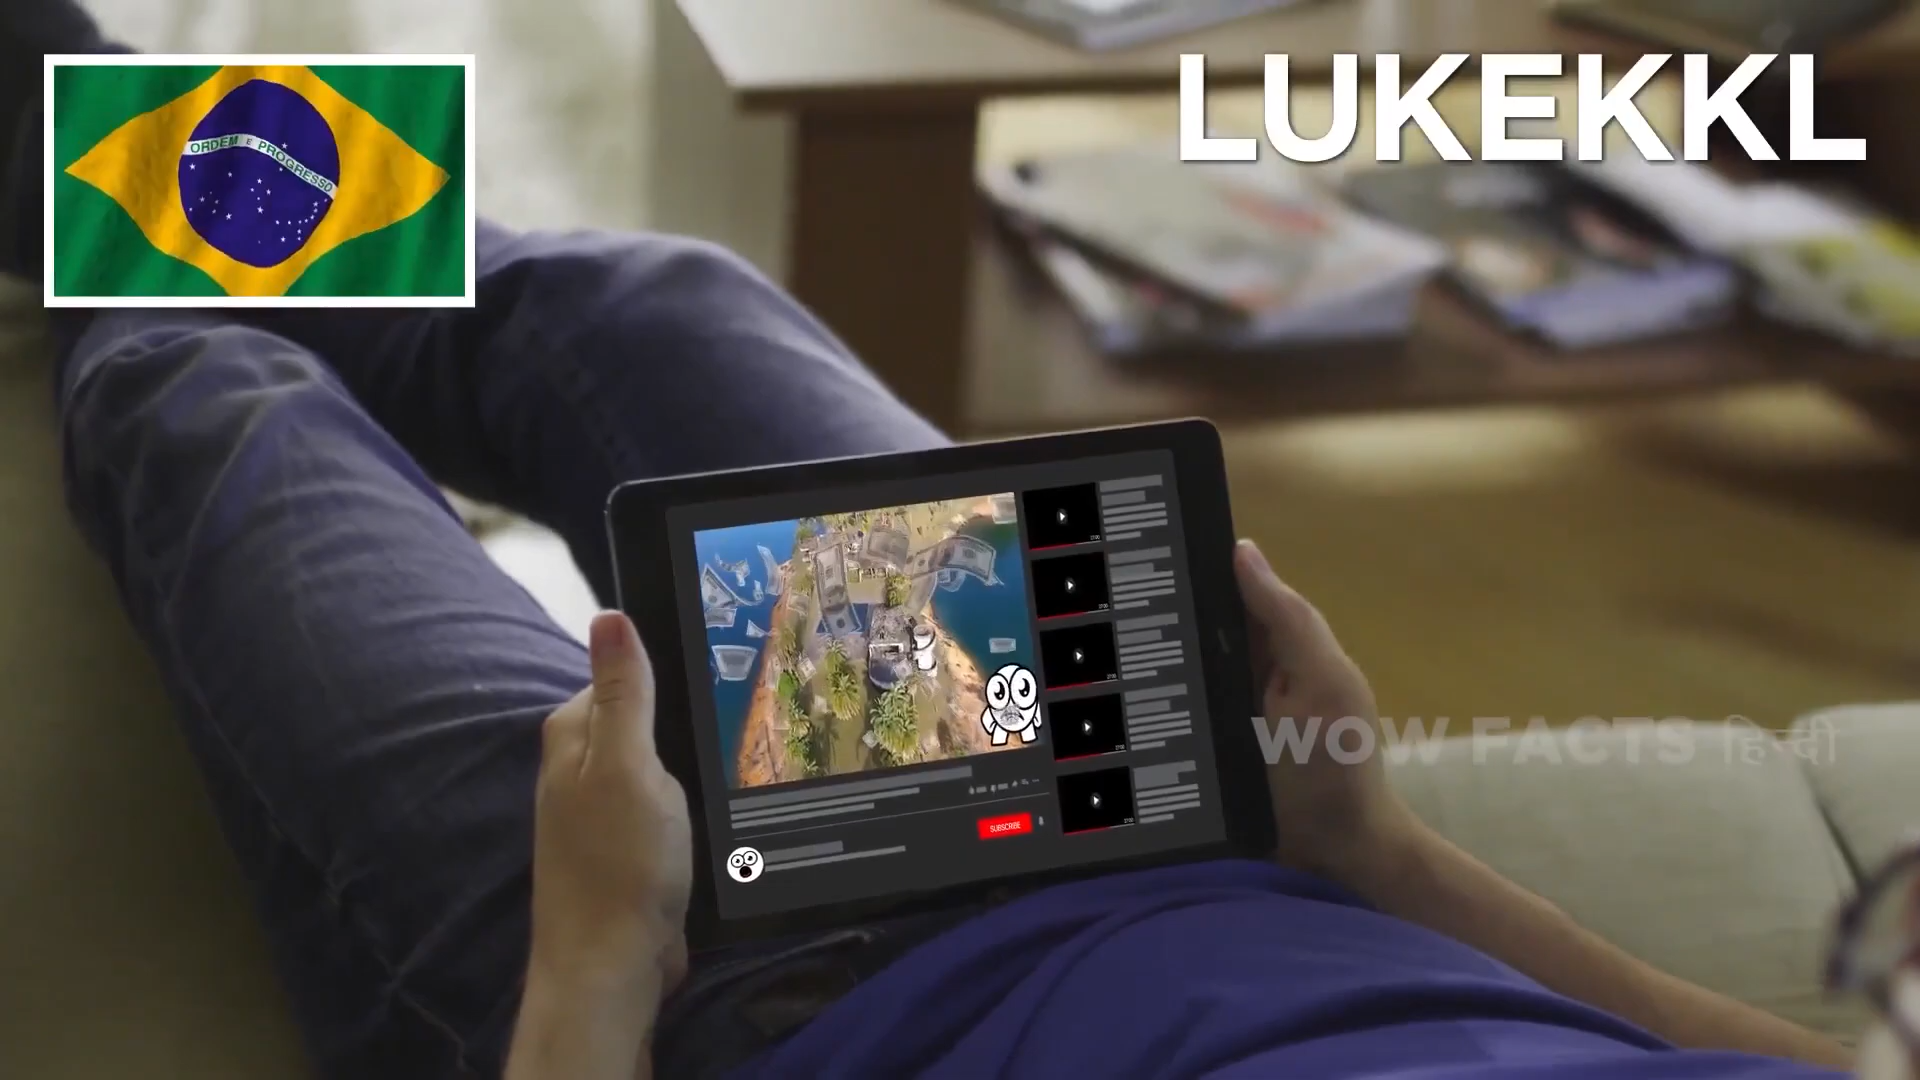 LUKEKKL
ORDEM E PROGRESSO
SUBSCRIBE
WOW FACTS हिन्दी